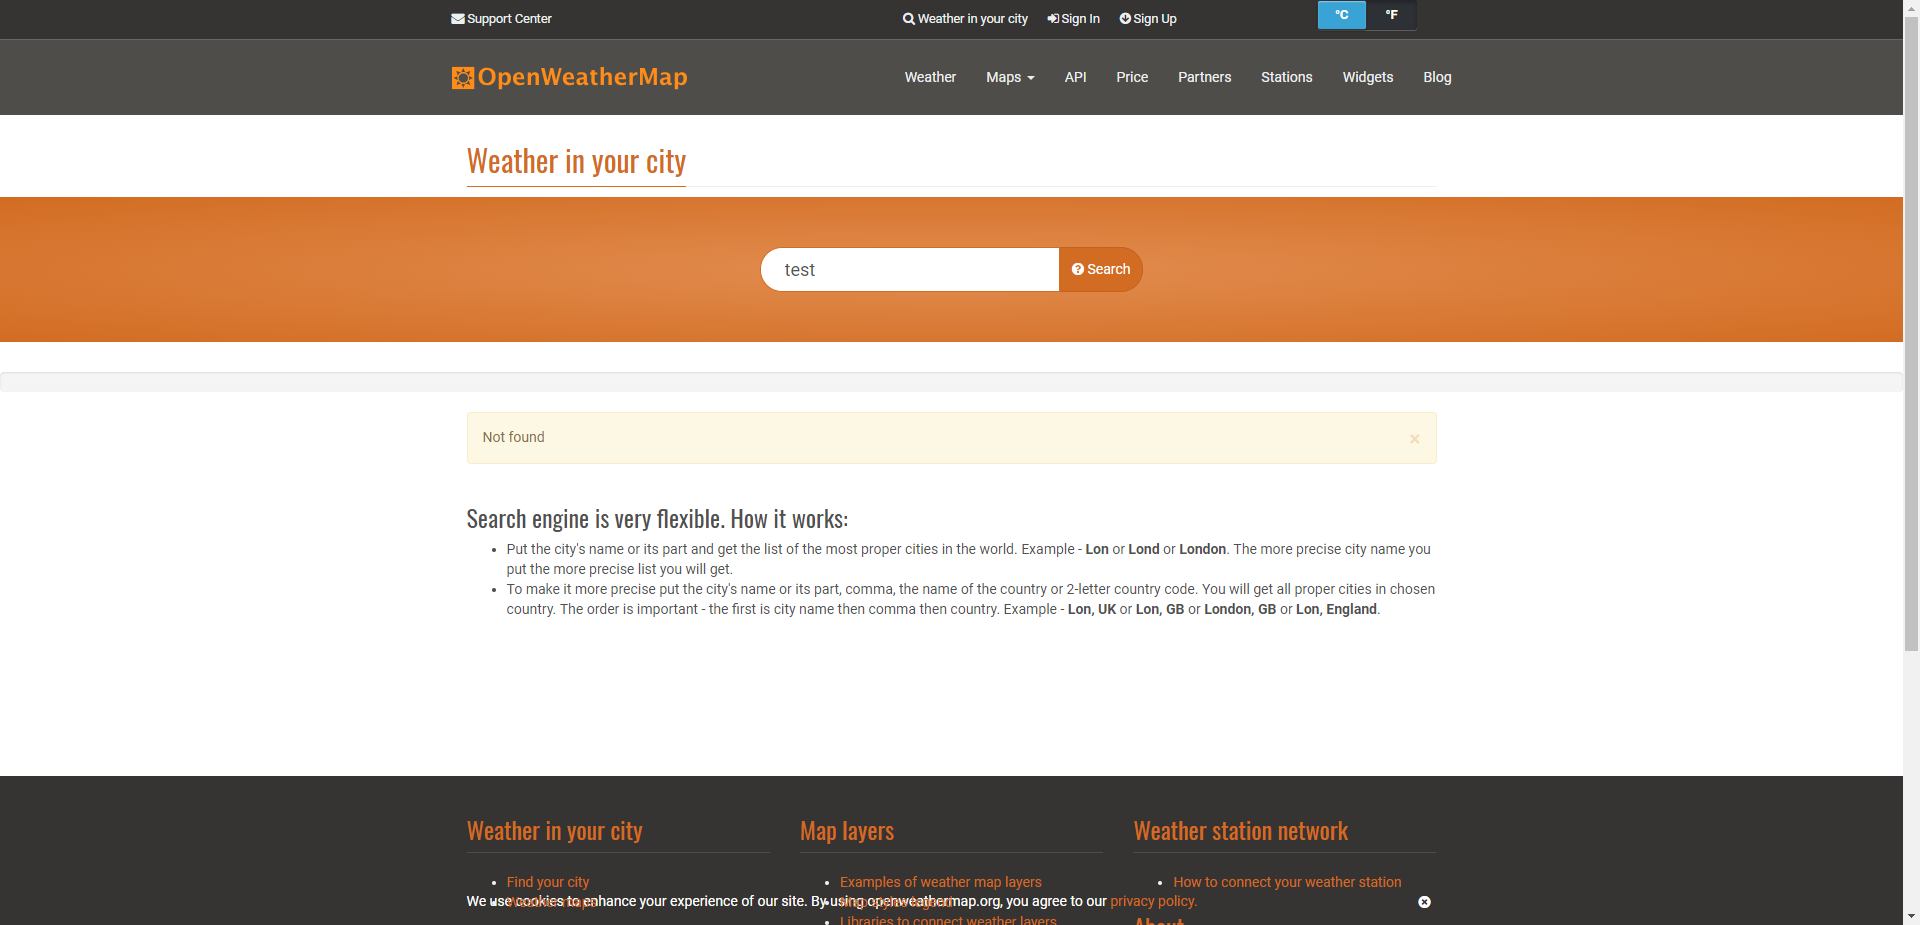 Support Center
Weather in your city
Sign In
Sign Up
°C
°F
OpenWeatherMap
Weather
Maps
API
Price
Partners
Stations
Widgets
Blog
Weather in your city
test
Search
Not found
×
Search engine is very flexible. How it works:
Put the city's name or its part and get the list of the most proper cities in the world. Example - Lon or Lond or London. The more precise city name you
put the more precise list you will get.
To make it more precise put the city's name or its part, comma, the name of the country or 2-letter country code. You will get all proper cities in chosen
country. The order is important - the first is city name then comma then country. Example - Lon, UK or Lon, GB or London, GB or Lon, England.
Weather in your city
Map layers
Weather station network
Find your city
Examples of weather map layers
How to connect your weather station
Weather maps
We use cookies to enhance your experience of our site. By using openweathermap.org, you agree to our privacy policy.
Libraries to connect weather layers
About